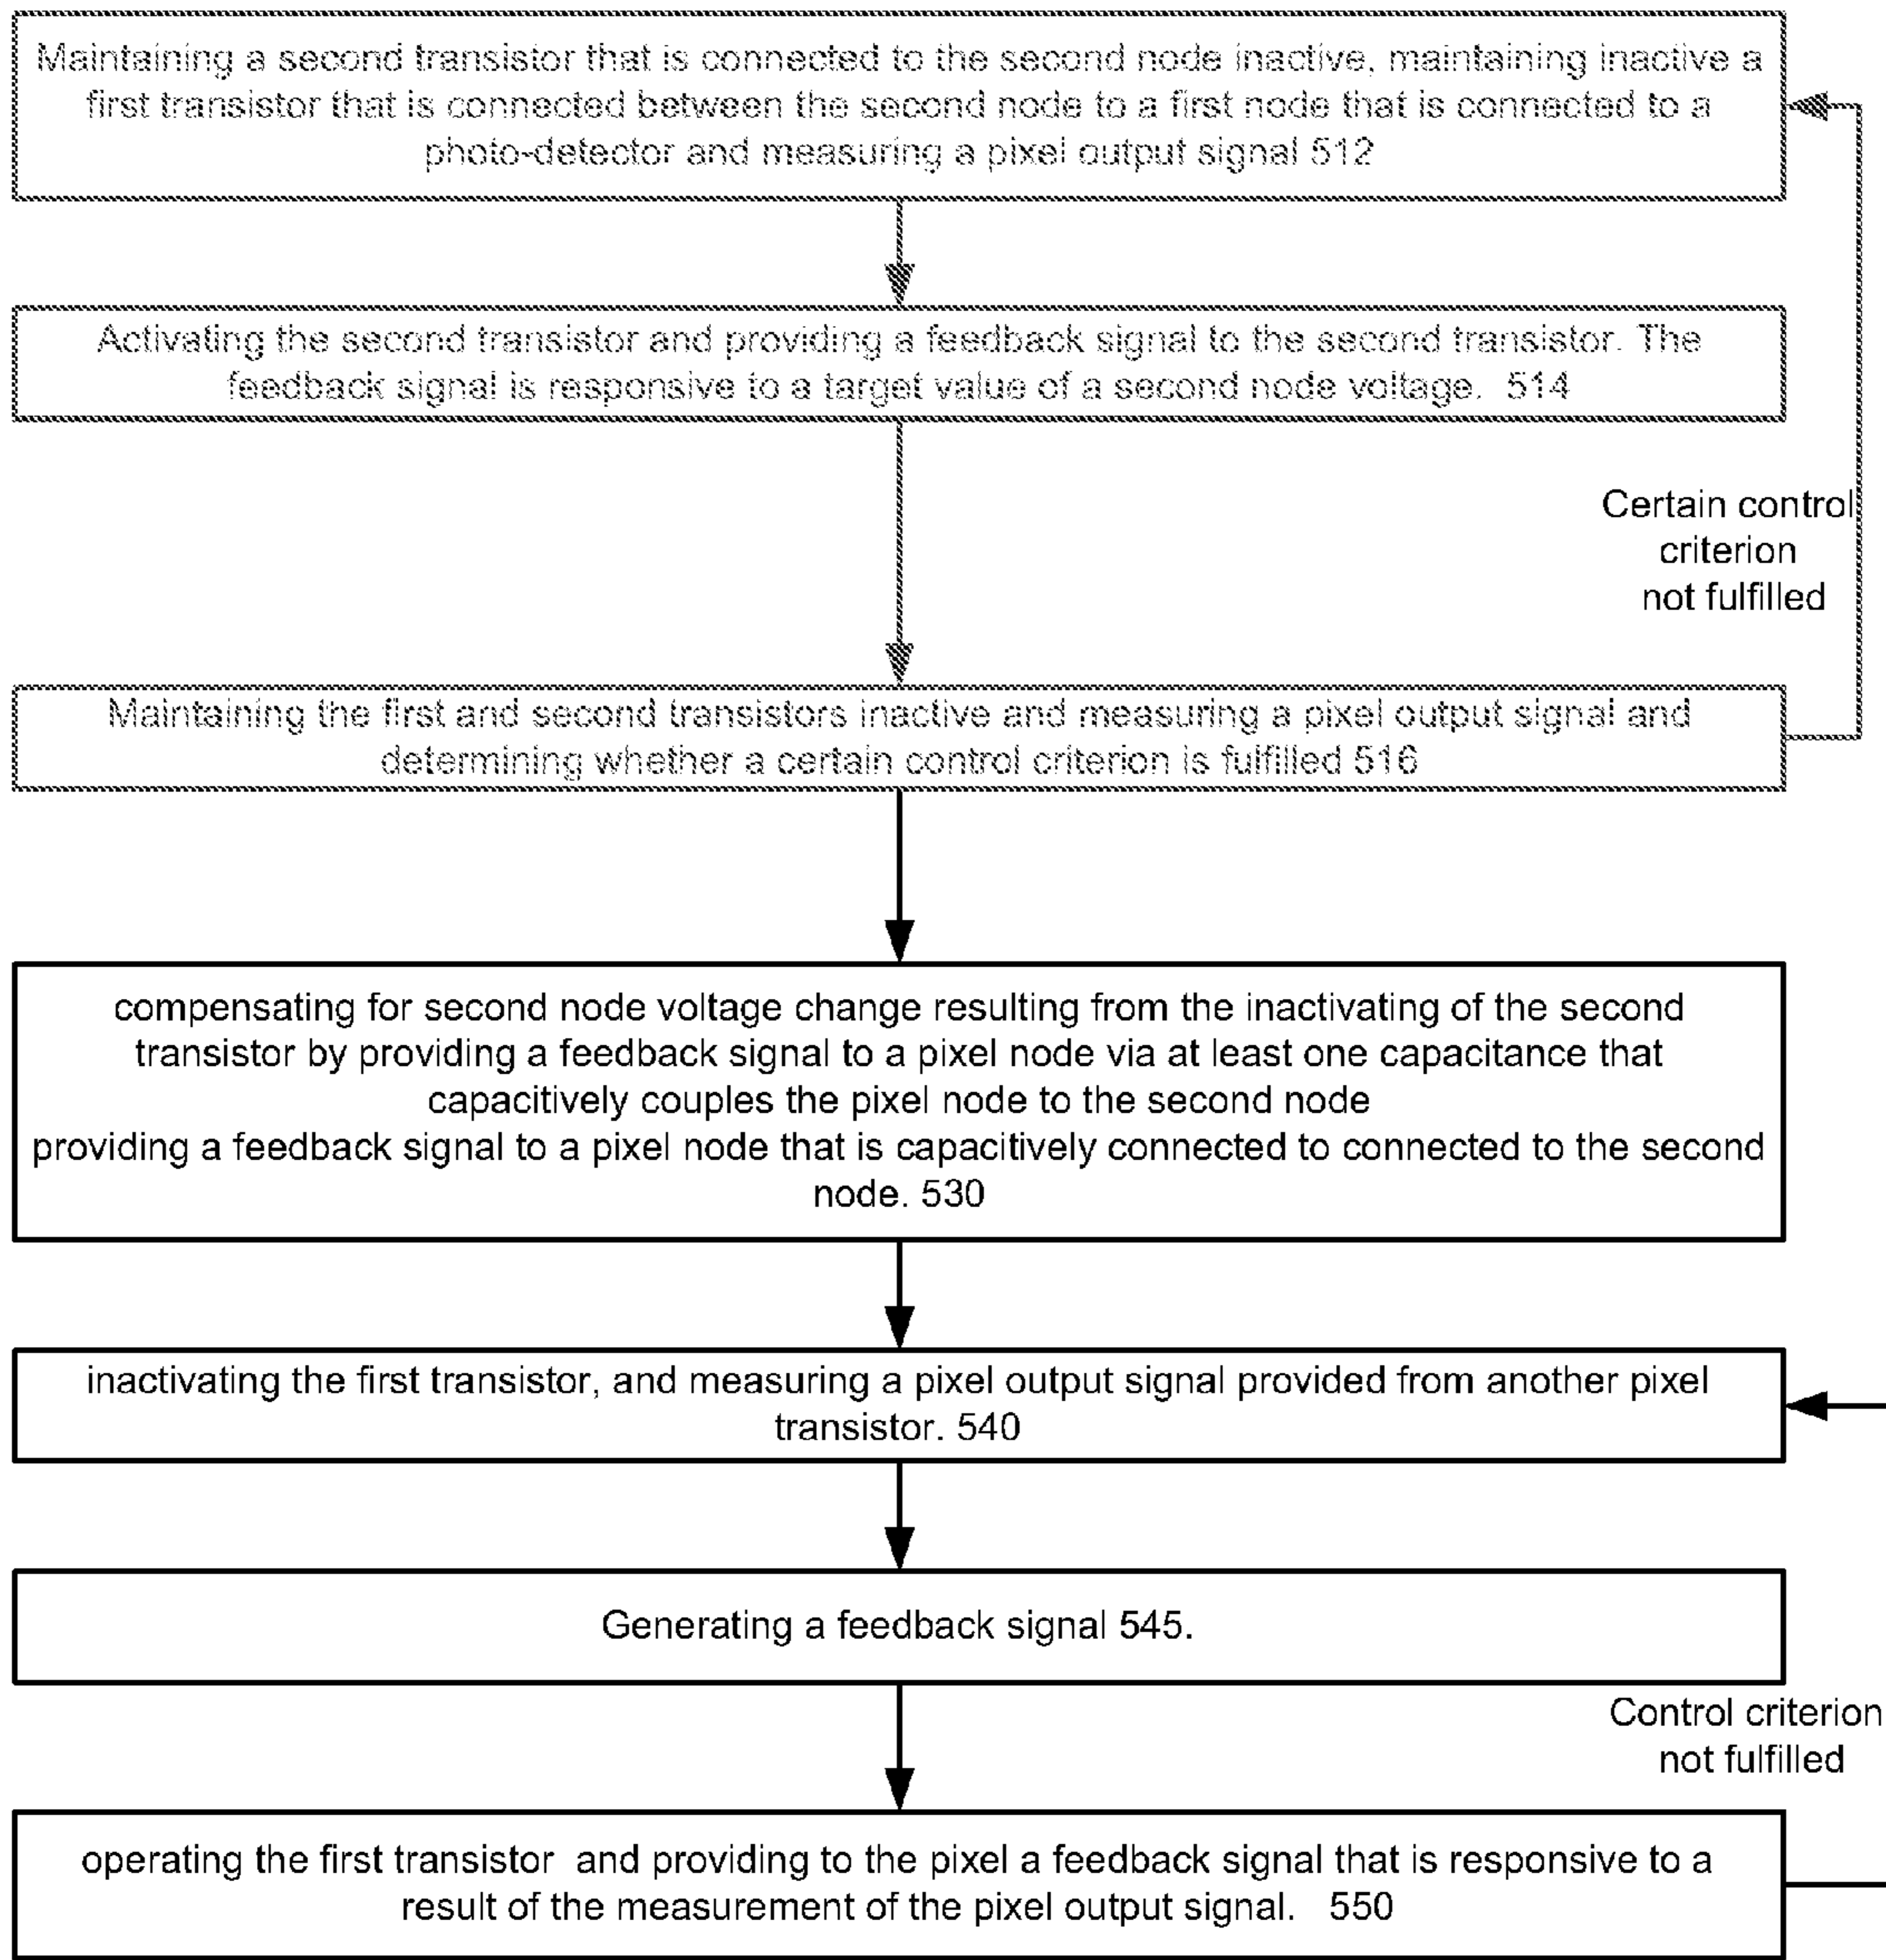 Maintaining a second transistor that is connected to the second node inactive, maintaining inactive a
first transistor that is connected between the second node to a first node that is connected to a
photo-detector and measuring a pixel output signal 512
Activating the second transistor and providing a feedback signal to the second transistor. The
feedback signal is responsive to a target value of a second node voltage. 514
Certain control
criterion
not fulfilled
Maintaining the first and second transistors inactive and measuring a pixel output signal and
determining whether a certain control criterion is fulfilled 516
compensating for second node voltage change resulting from the inactivating of the second
transistor by providing a feedback signal to a pixel node via at least one capacitance that
capacitively couples the pixel node to the second node
providing a feedback signal to a pixel node that is capacitively connected to connected to the second
node. 530
inactivating the first transistor, and measuring a pixel output signal provided from another pixel
transistor. 540
Generating a feedback signal 545.
Control criterion
not fulfilled
operating the first transistor and providing to the pixel a feedback signal that is responsive to a
result of the measurement of the pixel output signal. 550